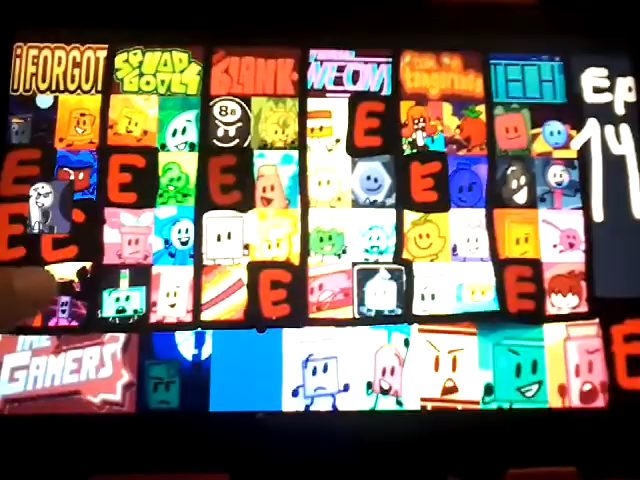 iFORGOT SQUAD GOALS BLANK TECH Ep 14
8
E
E E E E
E E
E E
THE GAMERS E